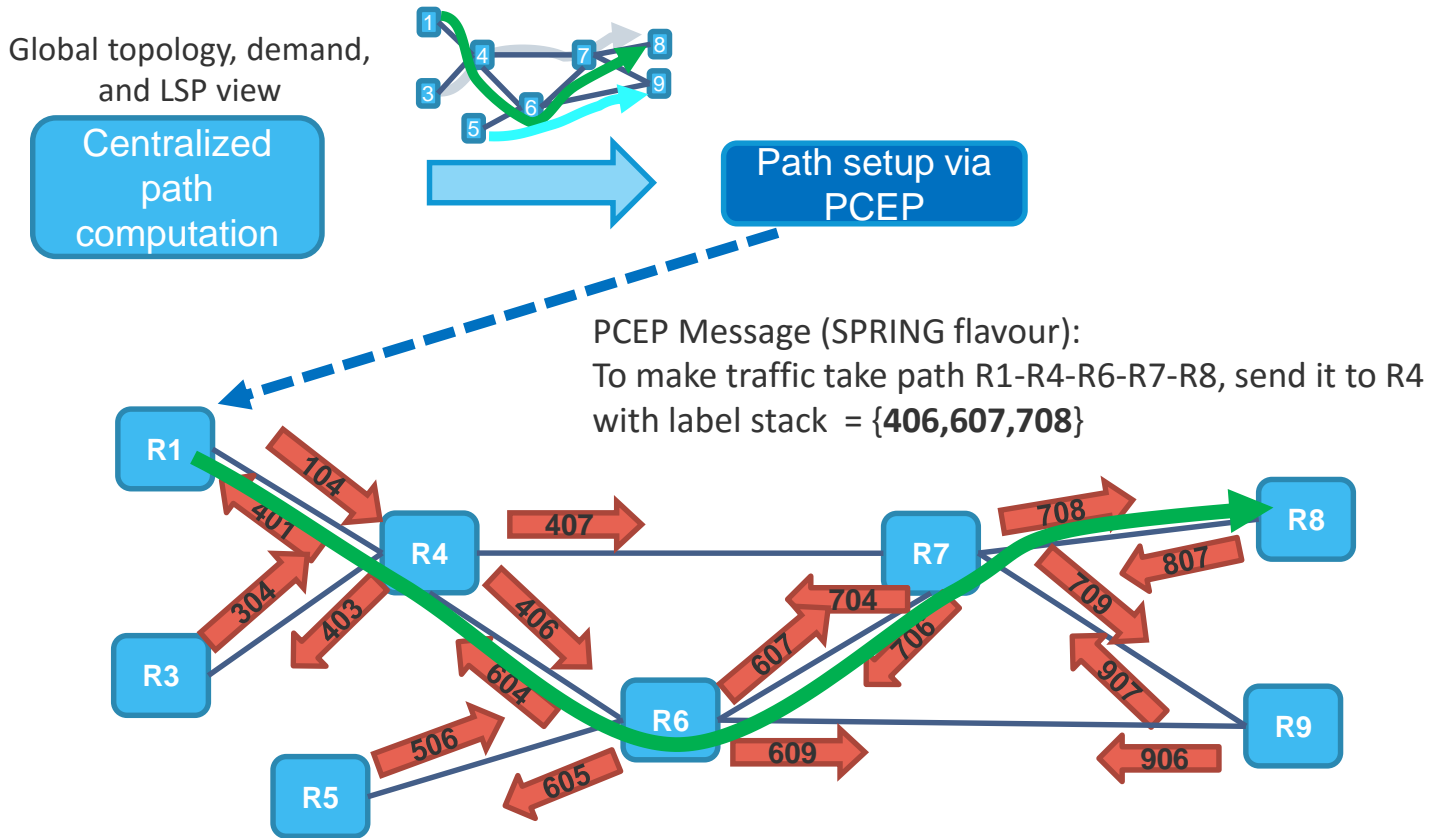 Global topology, demand,
and LSP view
Centralized
path
computation
1
3
4
5
6
7
8
9
Path setup via
PCEP
PCEP Message (SPRING flavour):
To make traffic take path R1-R4-R6-R7-R8, send it to R4
with label stack = {406,607,708}
R1
104
401
R4
407
304
403
R3
406
604
R6
506
605
R5
607
609
704
706
R7
708
807
R8
709
907
906
R9